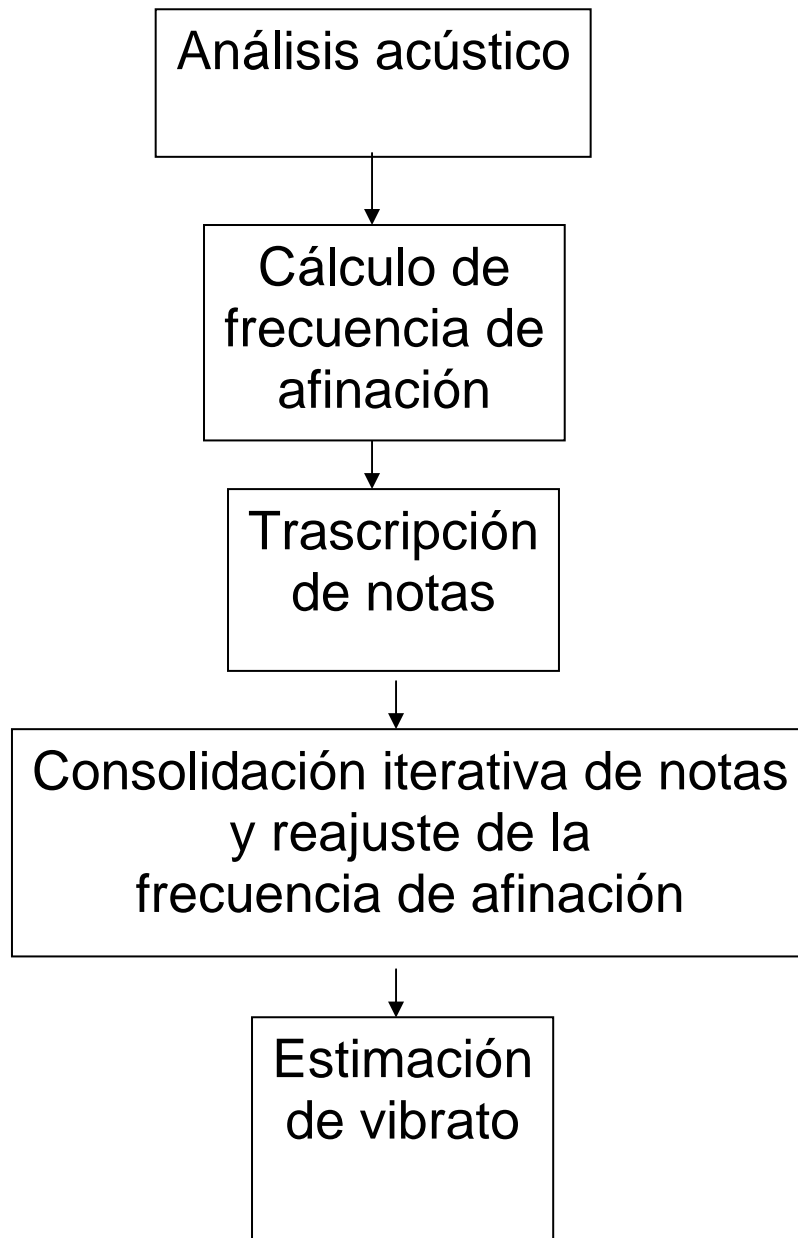 Análisis acústico
Cálculo de
frecuencia de
afinación
Trascripción
de notas
Consolidación iterativa de notas
y reajuste de la
frecuencia de afinación
Estimación
de vibrato